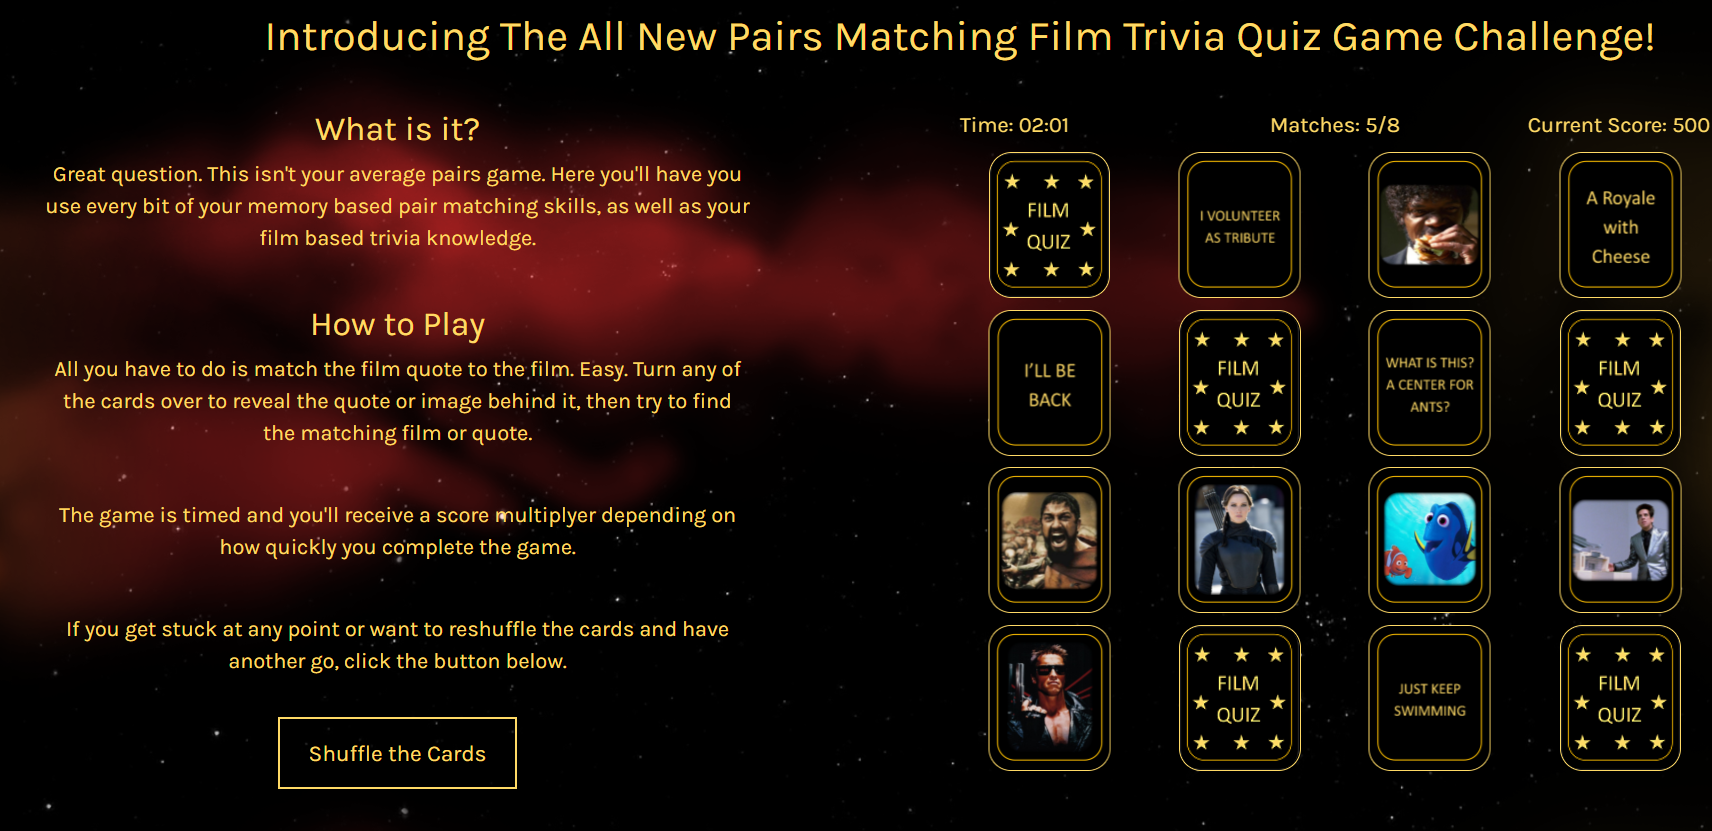 Introducing The All New Pairs Matching Film Trivia Quiz Game Challenge!
What is it?
Great question. This isn't your average pairs game. Here you'll have you
use every bit of your memory based pair matching skills, as well as your
film based trivia knowledge.
How to Play
All you have to do is match the film quote to the film. Easy. Turn any of
the cards over to reveal the quote or image behind it, then try to find
the matching film or quote.
The game is timed and you'll receive a score multiplyer depending on
how quickly you complete the game.
If you get stuck at any point or want to reshuffle the cards and have
another go, click the button below.
Shuffle the Cards
Time: 02:01
Matches: 5/8
Current Score: 500
FILM
QUIZ
I VOLUNTEER
AS TRIBUTE
A Royale
with
Cheese
I'LL BE
BACK
FILM
QUIZ
WHAT IS THIS?
A CENTER FOR
ANTS?
FILM
QUIZ
FILM
QUIZ
JUST KEEP
SWIMMING
FILM
QUIZ